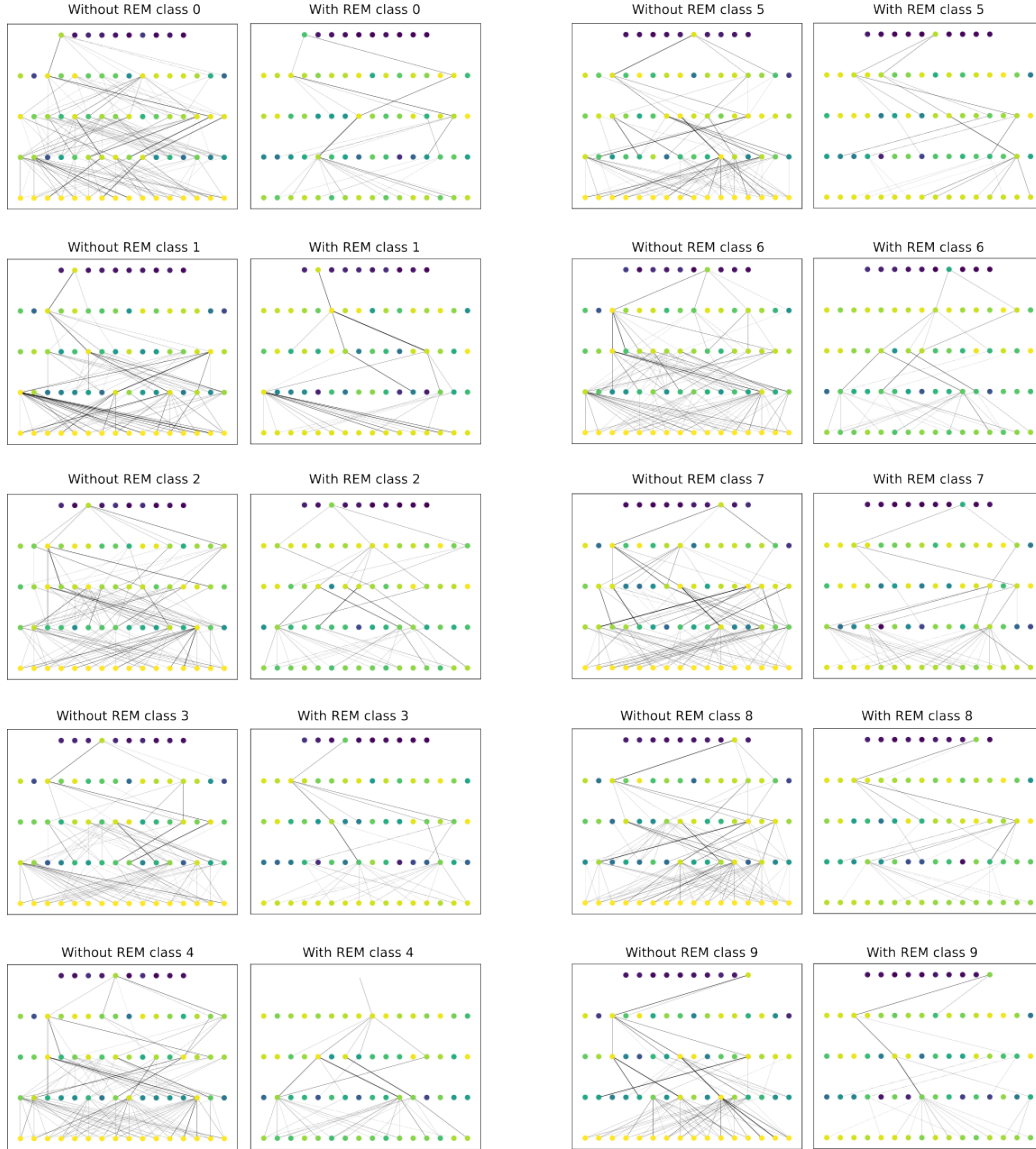 Without REM class 0
With REM class 0
Without REM class 5
With REM class 5
Without REM class 1
With REM class 1
Without REM class 6
With REM class 6
Without REM class 2
With REM class 2
Without REM class 7
With REM class 7
Without REM class 3
With REM class 3
Without REM class 8
With REM class 8
Without REM class 4
With REM class 4
Without REM class 9
With REM class 9